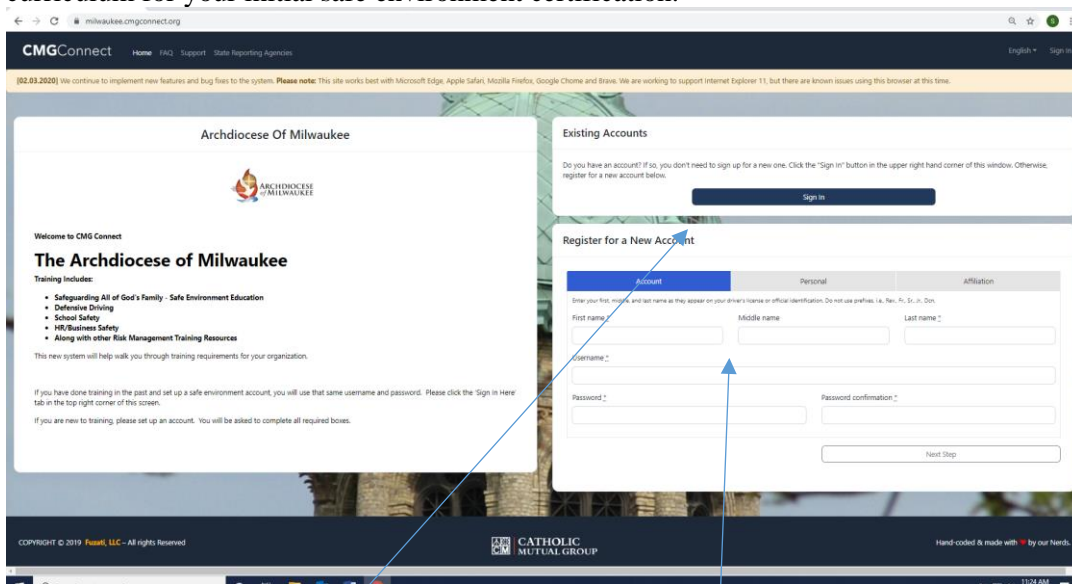 curriculum for your initial safe environment certification.
milwaukee.cmgconnect.org
CMGConnect Home FAQ Support State Reporting Agencies English Sign In
[02.03.2020] We continue to implement new features and bug fixes to the system. Please note: This site works best with Microsoft Edge, Apple Safari, Mozilla Firefox, Google Chome and Brave. We are working to support Internet Explorer 11, but there are known issues using this browser at this time.
Archdiocese Of Milwaukee
ARCHDIOCESE
of MILWAUKEE
Welcome to CMG Connect
The Archdiocese of Milwaukee
Training Includes:
• Safeguarding All of God's Family - Safe Environment Education
• Defensive Driving
• School Safety
• HR/Business Safety
• Along with other Risk Management Training Resources
This new system will help walk you through training requirements for your organization.
If you have done training in the past and set up a safe environment account, you will use that same username and password. Please click the 'Sign In Here'
tab in the top right corner of this screen.
If you are new to training, please set up an account. You will be asked to complete all required boxes.
Existing Accounts
Do you have an account? If so, you don't need to sign up for a new one. Click the "Sign In" button in the upper right hand corner of this window. Otherwise,
register for a new account below.
Sign In
Register for a New Account
Account Personal Affiliation
Enter your first, middle, and last name as they appear on your driver's license or official identification. Do not use prefixes, i.e., Rev., Fr., Sr., Jr., Dcn.
First name * Middle name Last name *
Username *
Password * Password confirmation *
Next Step
COPYRIGHT © 2019 Fuzati, LLC – All rights Reserved
CM CATHOLIC
MUTUAL GROUP
Hand-coded & made with ❤ by our Nerds.
11:24 AM